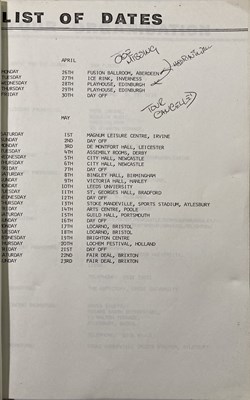 LIST OF DATES
APRIL
JOE MISSING
MONDAY 26TH FUSION BALLROOM, ABERDEEN
TUESDAY 27TH ICE RINK, INVERNESS
WEDNESDAY 28TH PLAYHOUSE, EDINBURGH
THURSDAY 29TH PLAYHOUSE, EDINBURGH
FRIDAY 30TH DAY OFF
TOUR CANCELLED
MAY
SATURDAY 1ST MAGNUM LEISURE CENTRE, IRVINE
SUNDAY 2ND DAY OFF
MONDAY 3RD DE MONTFORT HALL, LEICESTER
TUESDAY 4TH ASSEMBLY ROOMS, DERBY
WEDNESDAY 5TH CITY HALL, NEWCASTLE
THURSDAY 6TH CITY HALL, NEWCASTLE
FRIDAY 7TH DAY OFF
SATURDAY 8TH BINGLEY HALL, BIRMINGHAM
SUNDAY 9TH VICTORIA HALL, HANLEY
MONDAY 10TH LEEDS UNVERSITY
TUESDAY 11TH ST. GEORGES HALL, BRADFORD
WEDNESDAY 12TH DAY OFF
THURSDAY 13TH STOKE MANDEVILLE, SPORTS STADIUM, AYLESBURY
FRIDAY 14TH ARTS CENTRE, POOLE
SATURDAY 15TH GUILD HALL, PORTSMOUTH
SUNDAY 16TH DAY OFF
MONDAY 17TH LOCARNO, BRISTOL
TUESDAY 18TH LOCARNO, BRISTOL
WEDNESDAY 19TH BRIGHTON CENTRE
THURSDAY 20TH LOCHEM FESTIVAL, HOLLAND
FRIDAY 21ST DAY OFF
SATURDAY 22ND FAIR DEAL, BRIXTON
SUNDAY 23RD FAIR DEAL, BRIXTON